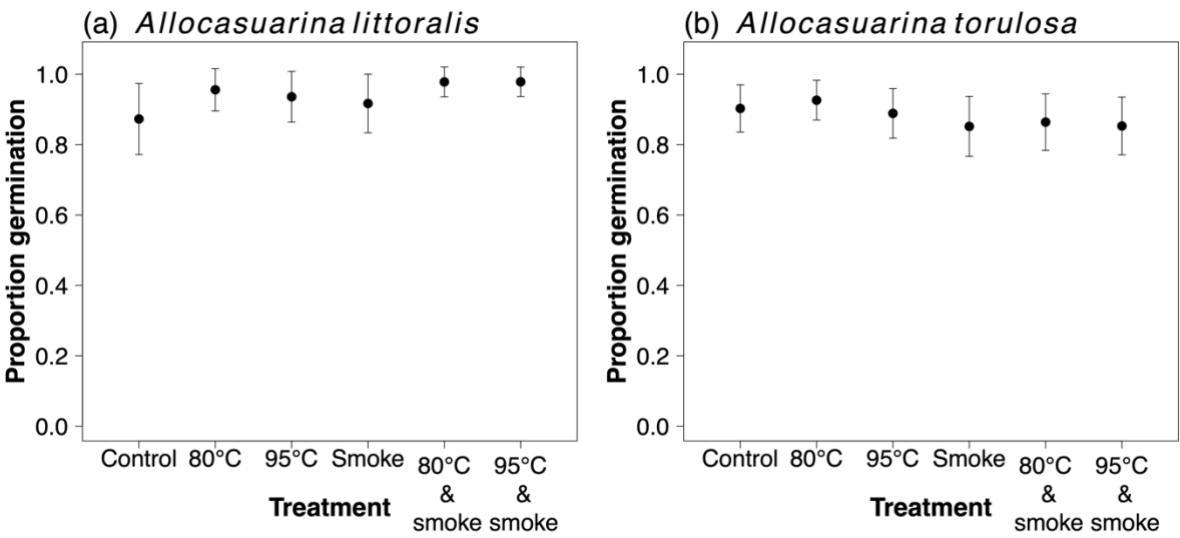 (a) Allocasuarina littoralis
Proportion germination
1.0
0.8
0.6
0.4
0.2
0.0
Control 80°C 95°C Smoke 80°C & smoke 95°C & smoke
Treatment
(b) Allocasuarina torulosa
Proportion germination
1.0
0.8
0.6
0.4
0.2
0.0
Control 80°C 95°C Smoke 80°C & smoke 95°C & smoke
Treatment